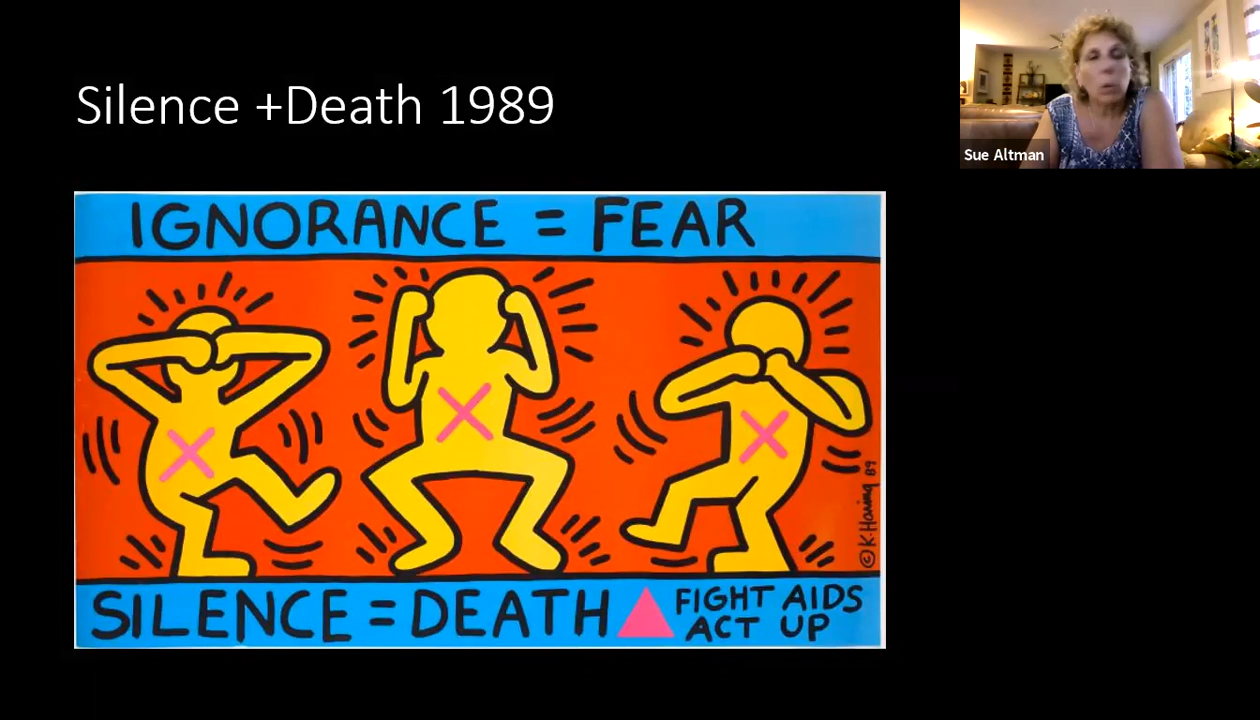 Silence +Death 1989
Sue Altman
IGNORANCE = FEAR
© K. Haring 89
SILENCE = DEATH
FIGHT AIDS
ACT UP